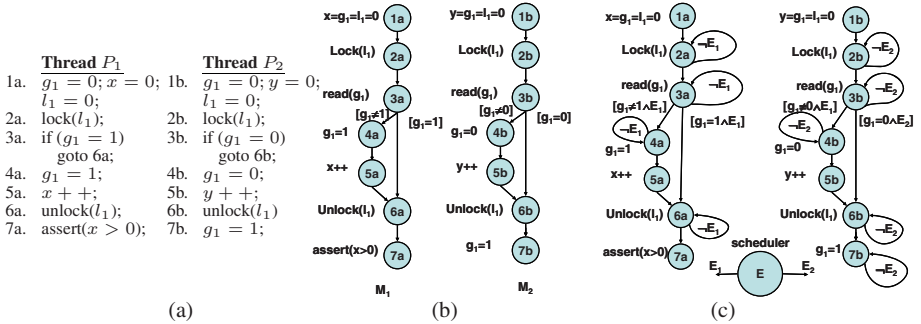 Thread P1 Thread P2
1a. g1 = 0; x = 0; 1b. g1 = 0; y = 0;
l1 = 0; l1 = 0;
2a. lock(l1); 2b. lock(l1);
3a. if (g1 = 1) 3b. if (g1 = 0)
goto 6a; goto 6b;
4a. g1 = 1; 4b. g1 = 0;
5a. x + +; 5b. y + +;
6a. unlock(l1); 6b. unlock(l1)
7a. assert(x > 0); 7b. g1 = 1;
(a)
x=g1=l1=0 1a
Lock(l1) 2a
read(g1) 3a
[g1≠1] [g1=1]
g1=1 4a
x++ 5a
Unlock(l1) 6a
assert(x>0) 7a
M1
y=g1=l1=0 1b
Lock(l1) 2b
read(g1) 3b
[g1≠0] [g1=0]
g1=0 4b
y++ 5b
Unlock(l1) 6b
g1=1 7b
M2
(b)
x=g1=l1=0 1a
Lock(l1) 2a ¬E1
read(g1) 3a ¬E1
[g1≠1∧E1] [g1=1∧E1]
¬E1 4a
g1=1
x++ 5a
Unlock(l1) 6a ¬E1
assert(x>0) 7a
scheduler
E1 E E2
y=g1=l1=0 1b
Lock(l1) 2b ¬E2
read(g1) 3b ¬E2
[g1≠0∧E1] [g1=0∧E2]
¬E2 4b
g1=0
y++ 5b
Unlock(l1) 6b ¬E2
g1=1 7b ¬E2
(c)